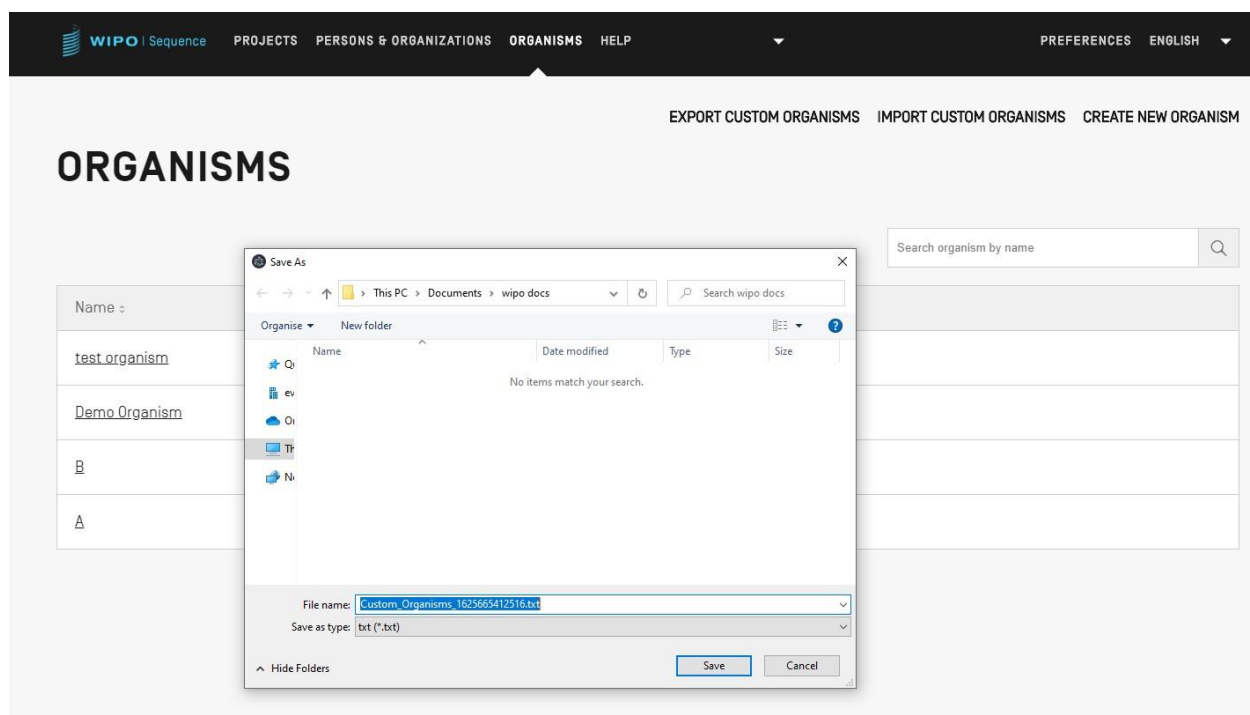 WIPO | Sequence PROJECTS PERSONS & ORGANIZATIONS ORGANISMS HELP PREFERENCES ENGLISH
EXPORT CUSTOM ORGANISMS IMPORT CUSTOM ORGANISMS CREATE NEW ORGANISM
ORGANISMS
Search organism by name
Name
test organism
Demo Organism
B
A
Save As
This PC > Documents > wipo docs Search wipo docs
Organise New folder
Name Date modified Type Size
No items match your search.
File name: Custom_Organisms_1625665412516.txt
Save as type: txt (*.txt)
Hide Folders Save Cancel